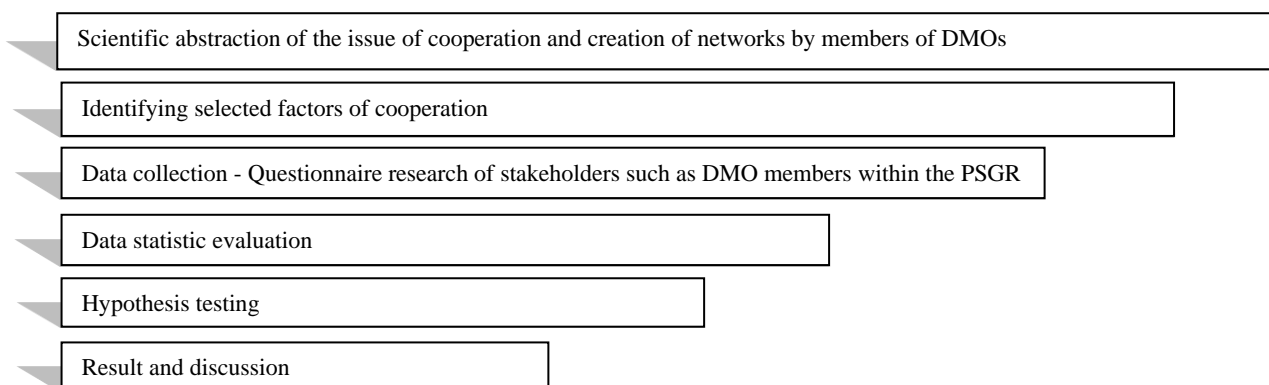 Scientific abstraction of the issue of cooperation and creation of networks by members of DMOs
Identifying selected factors of cooperation
Data collection - Questionnaire research of stakeholders such as DMO members within the PSGR
Data statistic evaluation
Hypothesis testing
Result and discussion